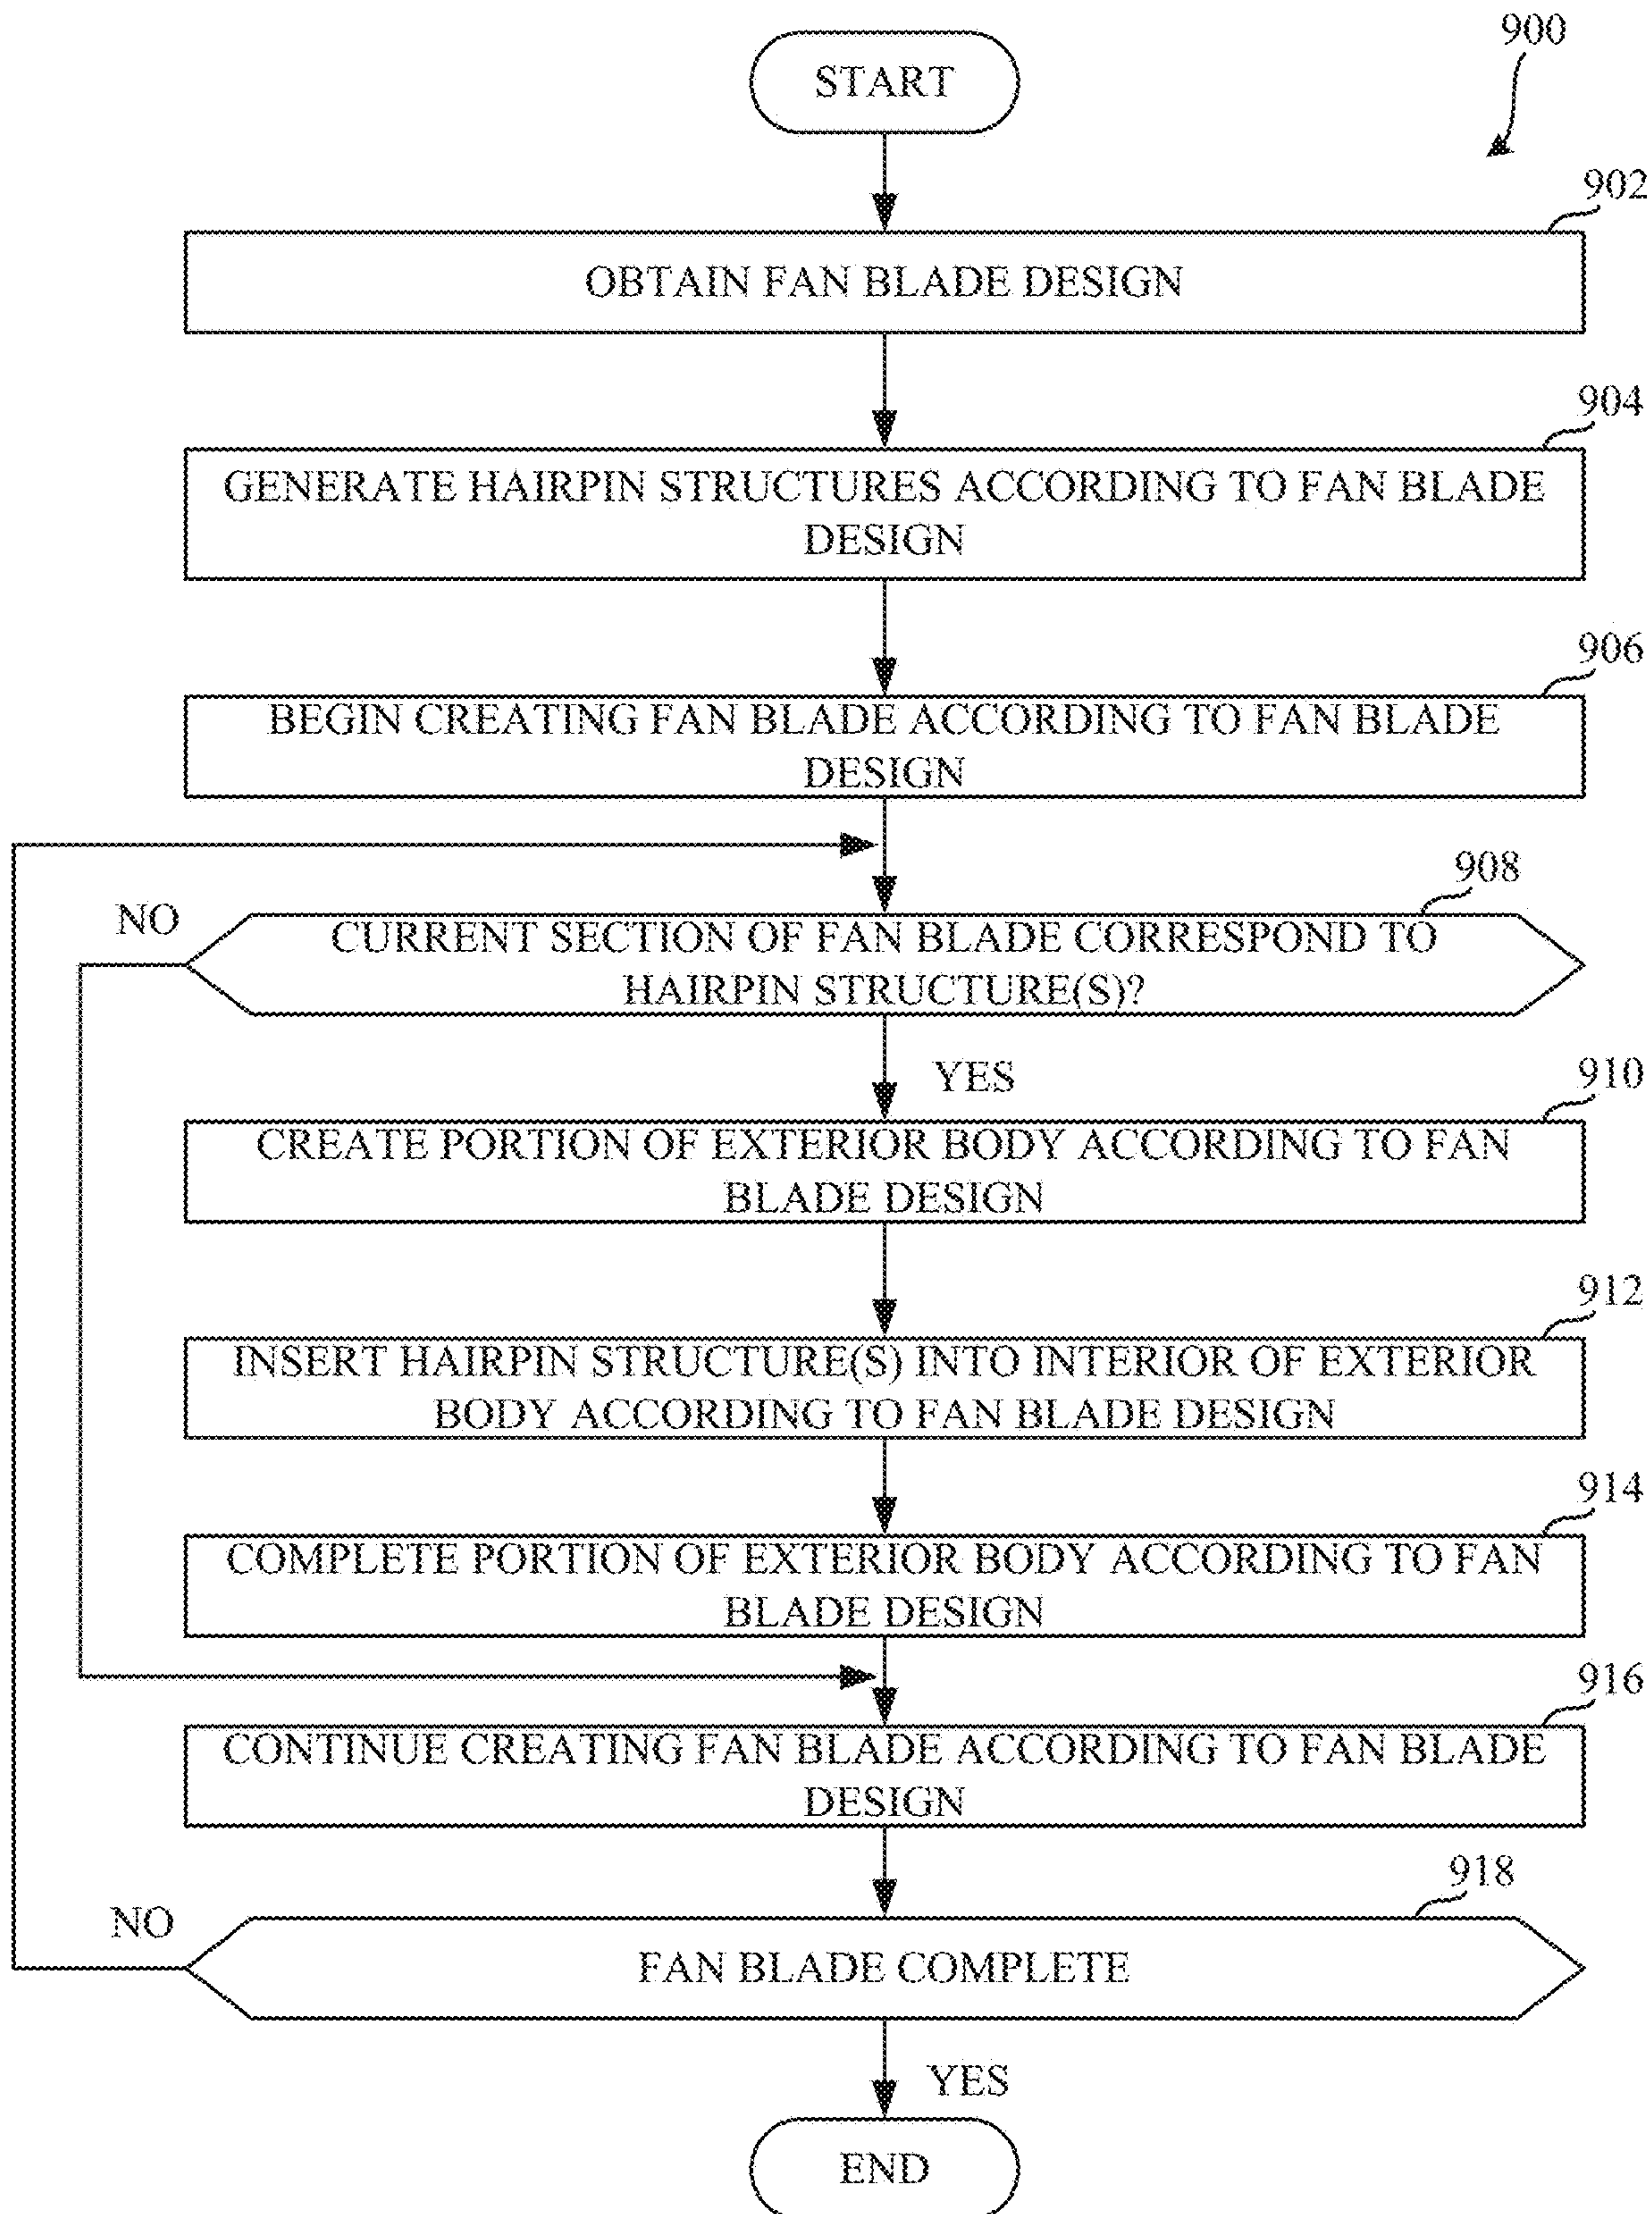 900
START
902
OBTAIN FAN BLADE DESIGN
904
GENERATE HAIRPIN STRUCTURES ACCORDING TO FAN BLADE
DESIGN
906
BEGIN CREATING FAN BLADE ACCORDING TO FAN BLADE
DESIGN
908
NO
CURRENT SECTION OF FAN BLADE CORRESPOND TO
HAIRPIN STRUCTURE(S)?
YES
910
CREATE PORTION OF EXTERIOR BODY ACCORDING TO FAN
BLADE DESIGN
912
INSERT HAIRPIN STRUCTURE(S) INTO INTERIOR OF EXTERIOR
BODY ACCORDING TO FAN BLADE DESIGN
914
COMPLETE PORTION OF EXTERIOR BODY ACCORDING TO FAN
BLADE DESIGN
916
CONTINUE CREATING FAN BLADE ACCORDING TO FAN BLADE
DESIGN
918
NO
FAN BLADE COMPLETE
YES
END